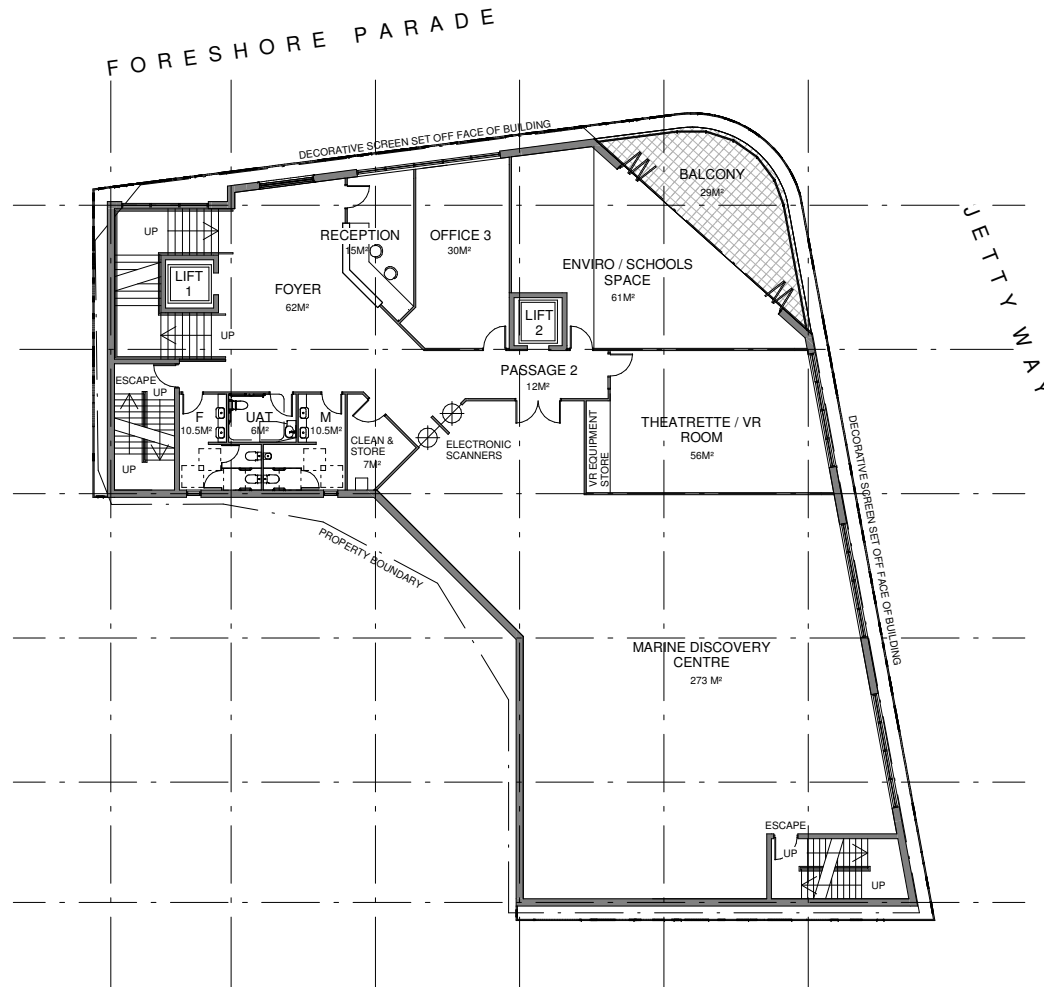 FORESHORE PARADE
DECORATIVE SCREEN SET OFF FACE OF BUILDING
BALCONY
29M²
JETTY WAY
UP
LIFT
1
UP
FOYER
62M²
RECEPTION
15M²
OFFICE 3
30M²
ENVIRO / SCHOOLS
SPACE
61M²
LIFT
2
PASSAGE 2
12M²
ESCAPE
UP
UP
F
10.5M²
UAT
6M²
M
10.5M²
CLEAN &
STORE
7M²
ELECTRONIC
SCANNERS
VR EQUIPMENT
STORE
THEATRETTE / VR
ROOM
56M²
DECORATIVE SCREEN SET OFF FACE OF BUILDING
PROPERTY BOUNDARY
MARINE DISCOVERY
CENTRE
273 M²
ESCAPE
UP
UP